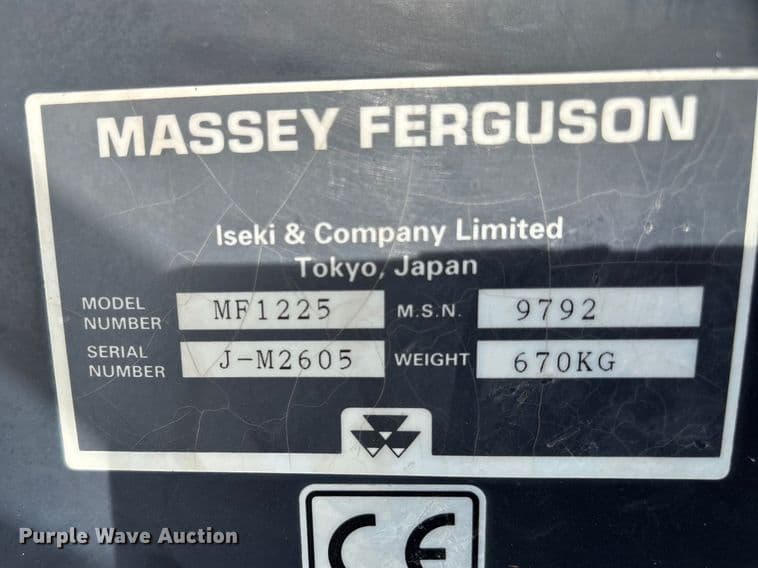 MASSEY FERGUSON
Iseki & Company Limited
Tokyo, Japan
MODEL NUMBER MF1225 M.S.N. 9792
SERIAL NUMBER J-M2605 WEIGHT 670KG
CE
Purple Wave Auction